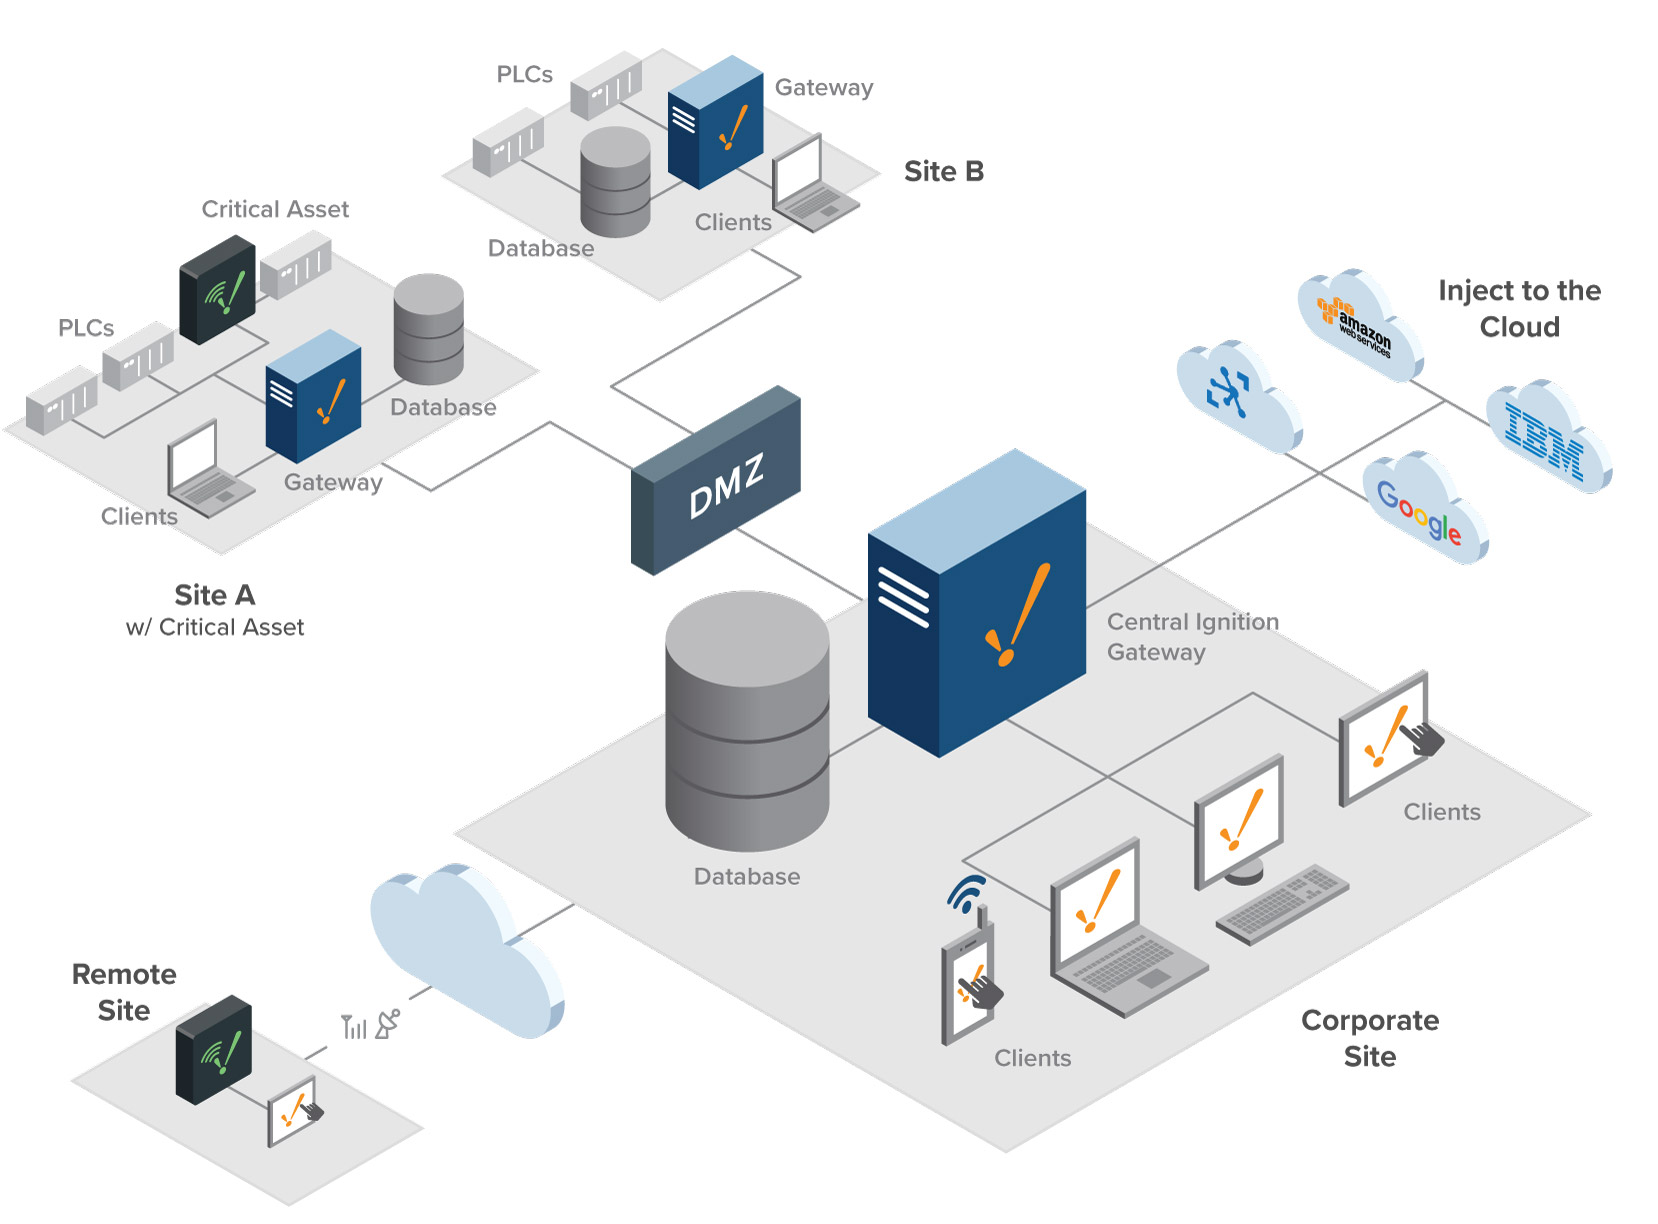 PLCs
Gateway
Site B
Clients
Database
Critical Asset
PLCs
Database
Gateway
Clients
Site A
w/ Critical Asset
DMZ
Inject to the
Cloud
amazon
web services
IBM
Google
Central Ignition
Gateway
Clients
Database
Remote
Site
Clients
Corporate
Site